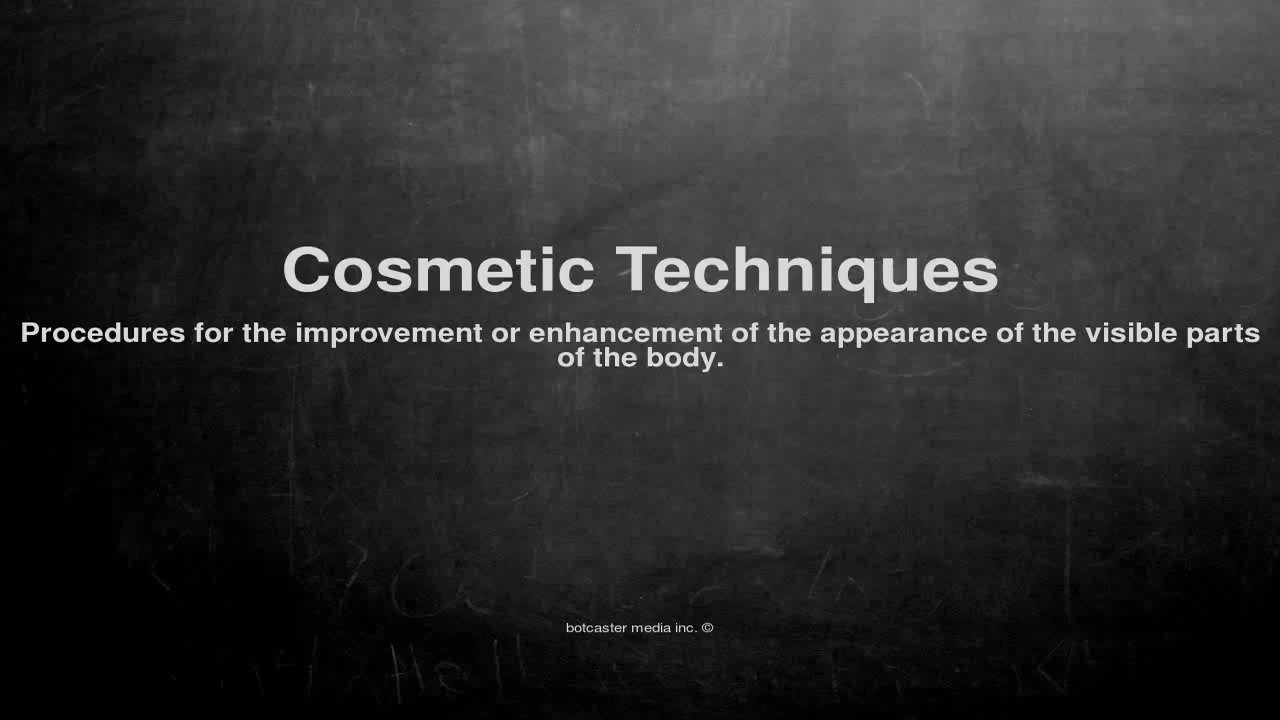 Cosmetic Techniques
Procedures for the improvement or enhancement of the appearance of the visible parts
of the body.
botcaster media inc. ©